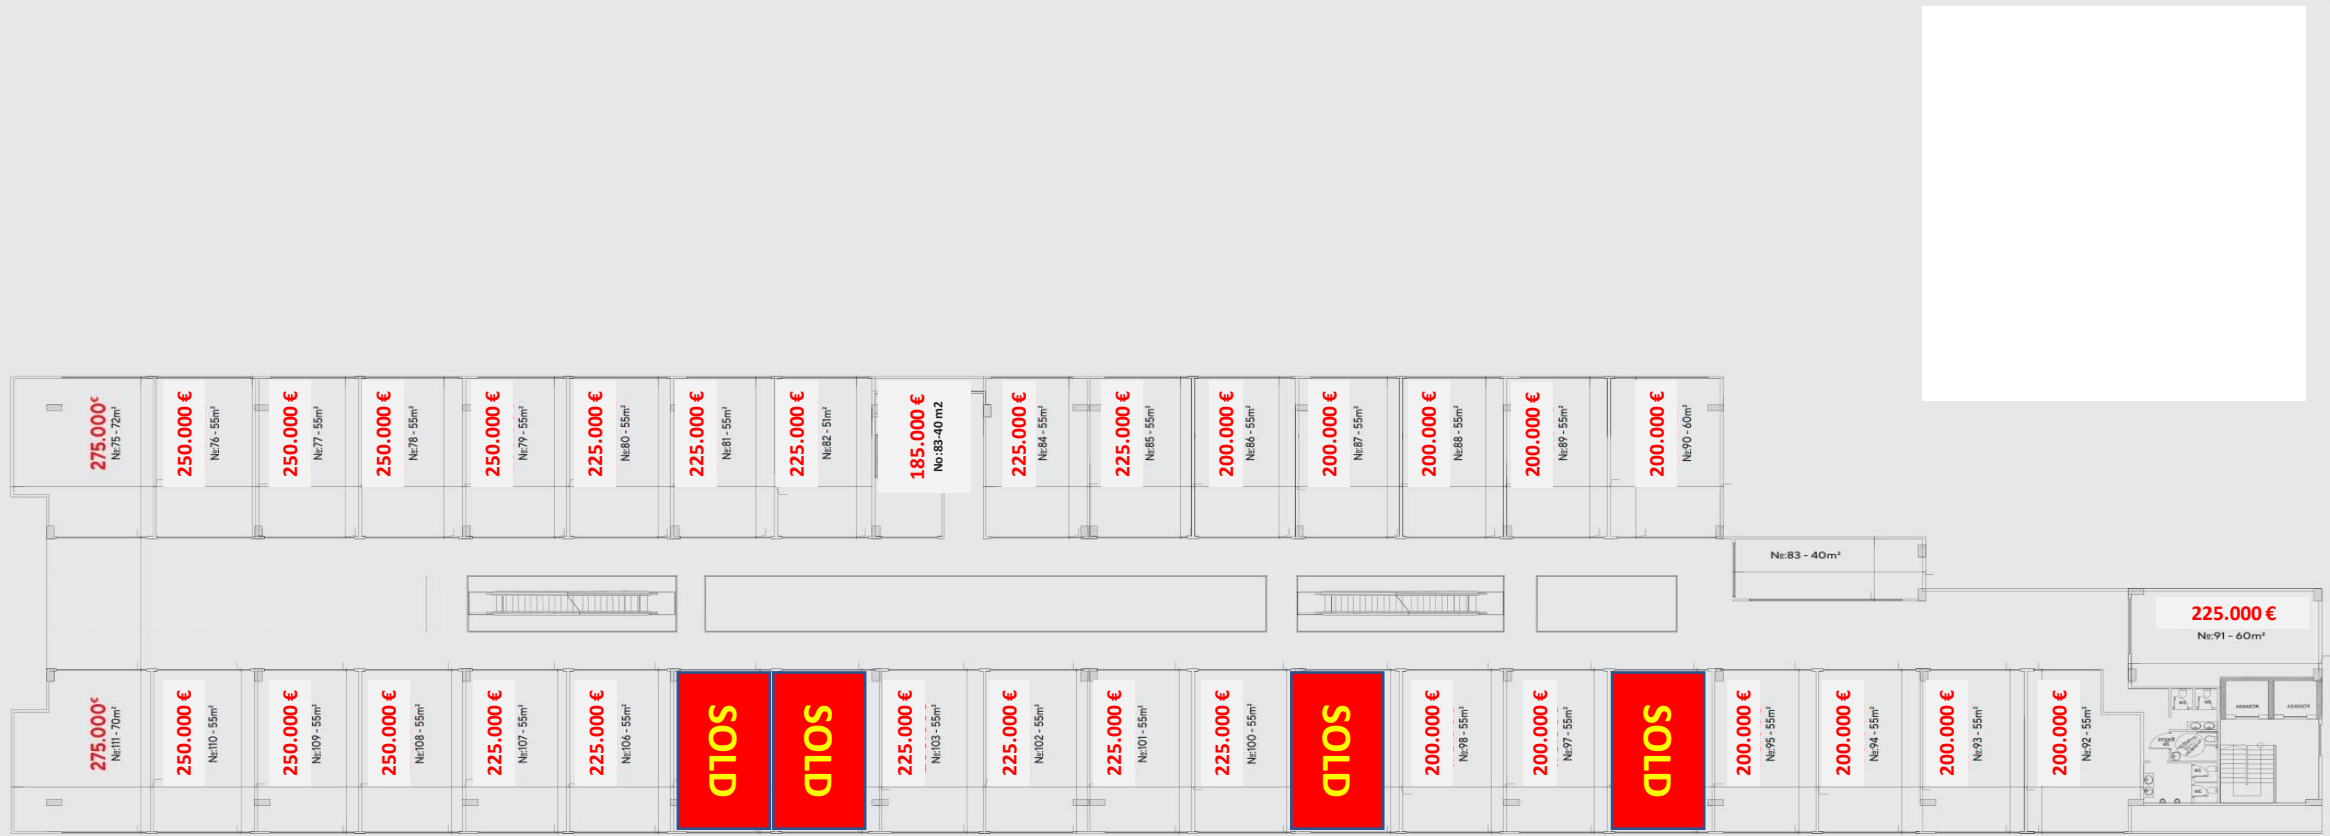 275.000€
№:75 - 72m²
250.000 €
№:76 - 55m²
250.000 €
№:77 - 55m²
250.000 €
№:78 - 55m²
250.000 €
№:79 - 55m²
225.000 €
№:80 - 55m²
225.000 €
№:81 - 55m²
225.000 €
№:82 - 51m²
185.000 €
No:83-40 m2
225.000 €
№:84 - 55m²
225.000 €
№:85 - 55m²
200.000 €
№:86 - 55m²
200.000 €
№:87 - 55m²
200.000 €
№:88 - 55m²
200.000 €
№:89 - 55m²
200.000 €
№:90 - 60m²
№:83 - 40m²
225.000 €
№:91 - 60m²
275.000€
№:111 - 70m²
250.000 €
№:110 - 55m²
250.000 €
№:109 - 55m²
250.000 €
№:108 - 55m²
225.000 €
№:107 - 55m²
225.000 €
№:106 - 55m²
SOLD
SOLD
225.000 €
№:103 - 55m²
225.000 €
№:102 - 55m²
225.000 €
№:101 - 55m²
225.000 €
№:100 - 55m²
SOLD
200.000 €
№:98 - 55m²
200.000 €
№:97 - 55m²
SOLD
200.000 €
№:95 - 55m²
200.000 €
№:94 - 55m²
200.000 €
№:93 - 55m²
200.000 €
№:92 - 55m²
WC
WC
ASANSOR
ASANSOR
WC
WC